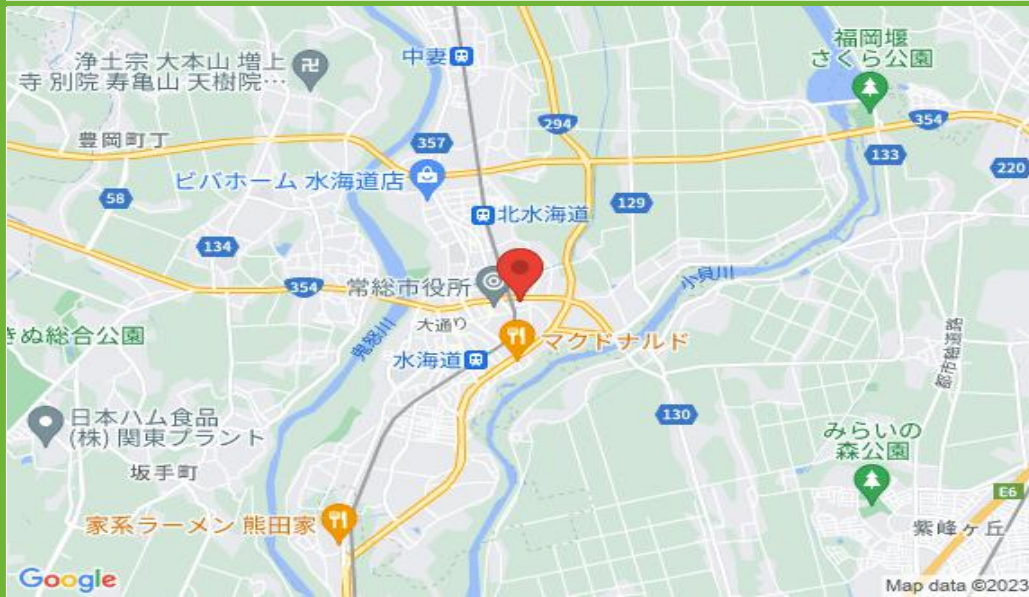 浄土宗 大本山 増上
寺 別院 寿亀山 天樹院…
中妻
福岡堰
さくら公園
豊岡町丁
357
294
354
133
220
ビバホーム 水海道店
58
北水海道
129
134
小貝川
354
常総市役所
大通り
きぬ総合公園
鬼怒川
水海道
マクドナルド
都市軸道路
日本ハム食品
(株) 関東プラント
130
みらいの
森公園
坂手町
E6
家系ラーメン 熊田家
紫峰ヶ丘
Google
Map data ©2023